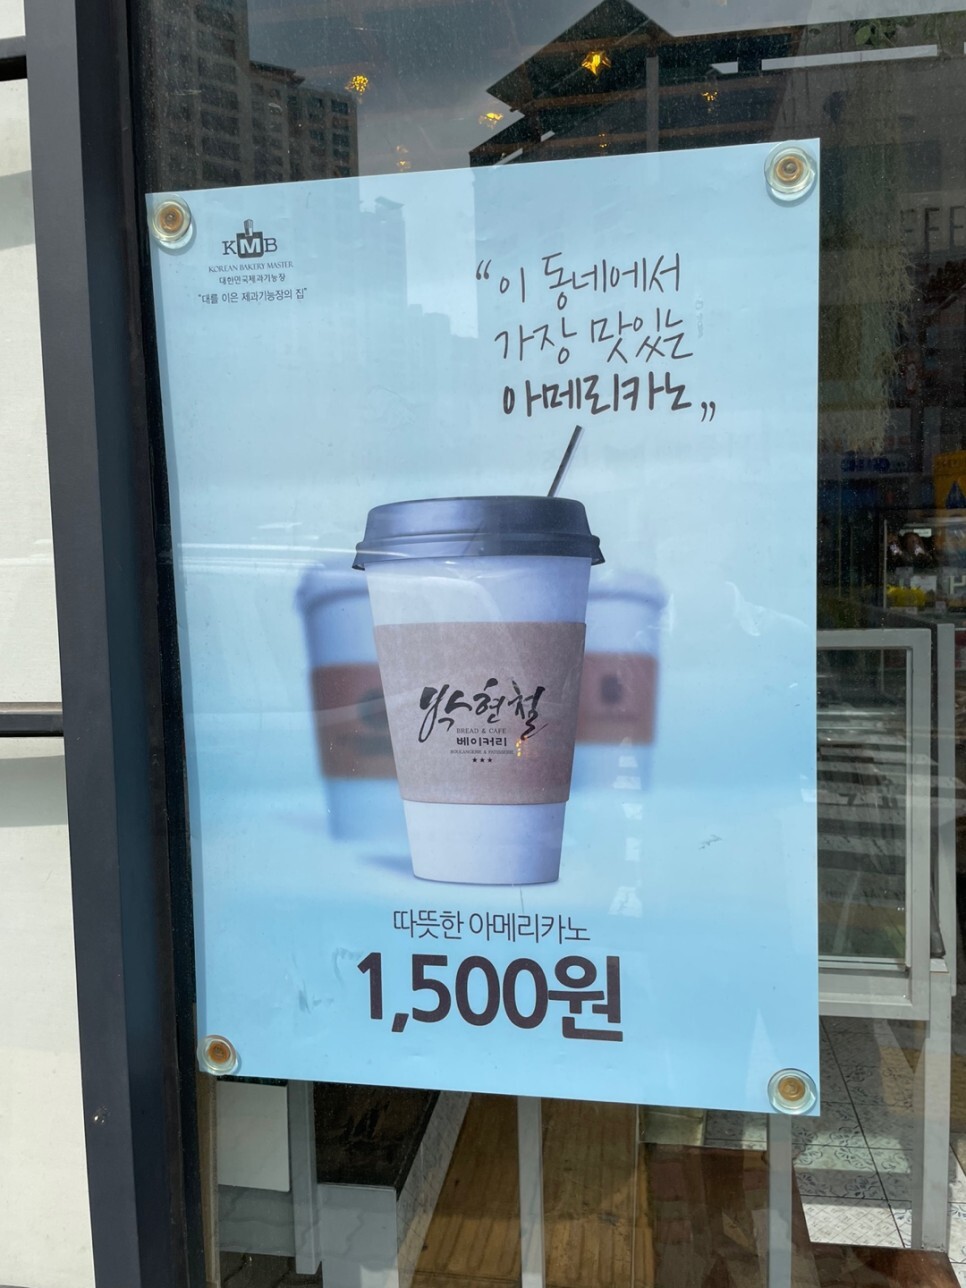 KMB
KOREAN BAKERY MASTER
대한민국제과기능장
"대를 이은 제과기능장의 집"
“이 동네에서
가장 맛있는
아메리카노„
박수현철
BREAD & CAFE
베이커리
BOULANGERIE & PATISSERIE
★★★
따뜻한 아메리카노
1,500원